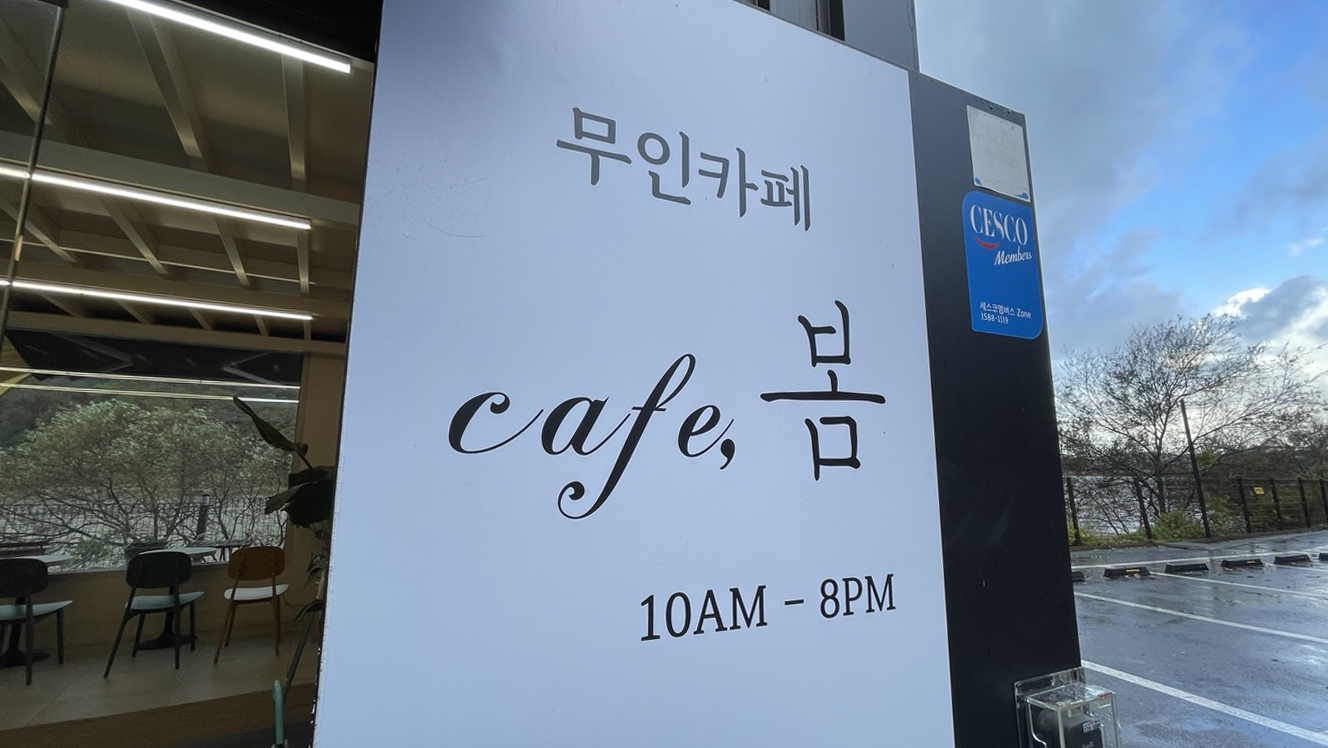 무인카페
cafe, 봄
10AM - 8PM
CESCO
Members
세스코멤버스 Zone
1588-1119